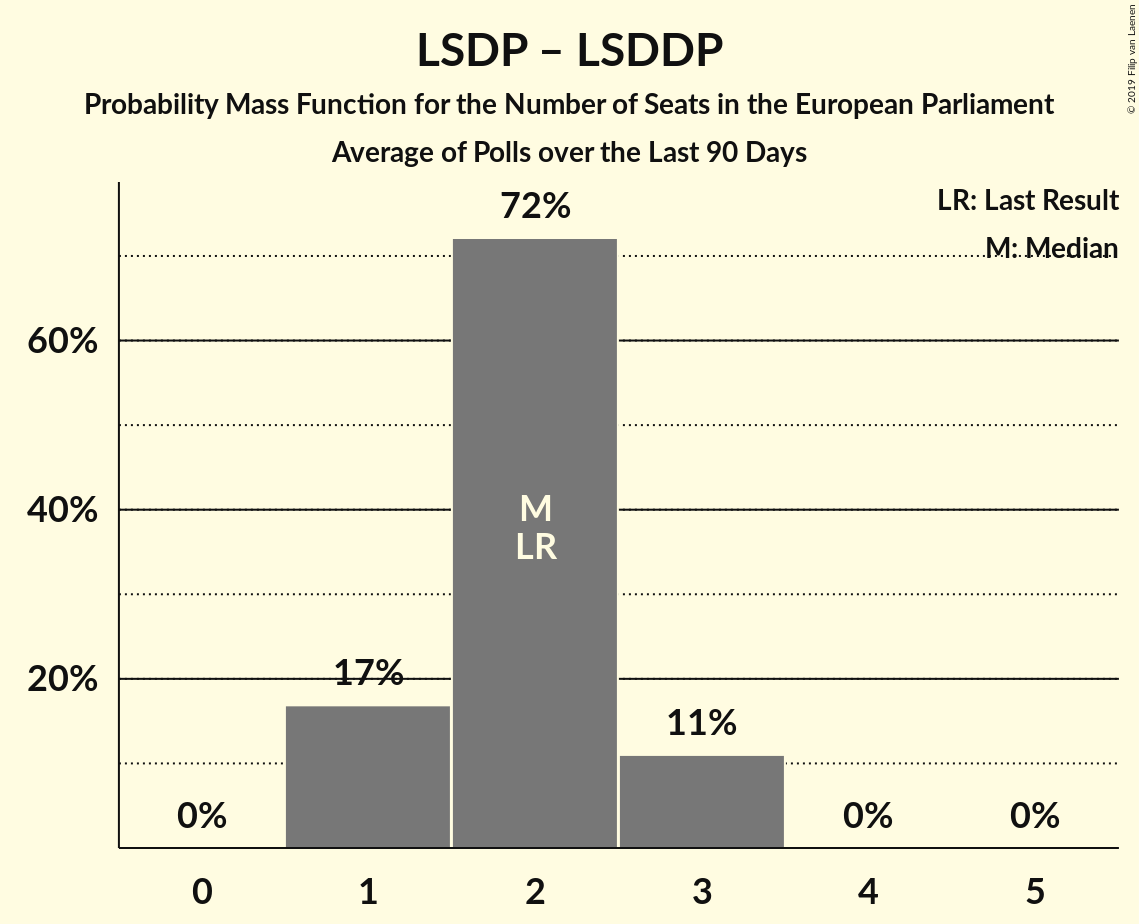 LSDP – LSDDP
Probability Mass Function for the Number of Seats in the European Parliament
Average of Polls over the Last 90 Days
© 2019 Filip van Laenen
LR: Last Result
M: Median
72%
60%
40%
M
LR
20%
17%
11%
0%
0%
0%
0
1
2
3
4
5